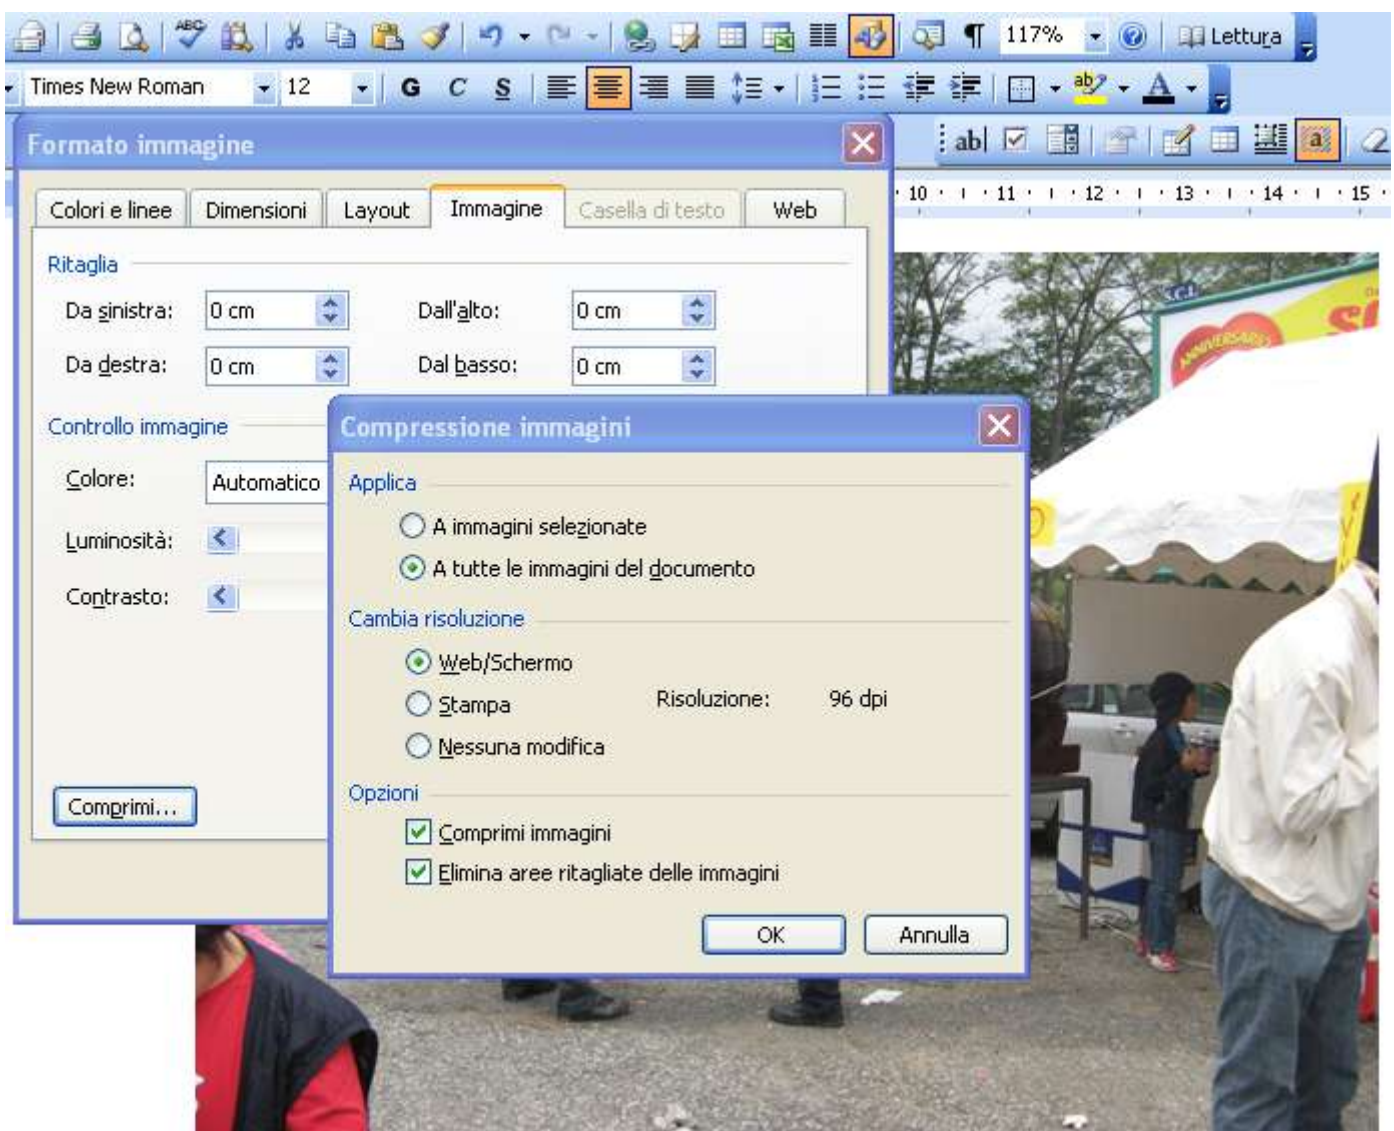 ABC
117%
Lettura
Times New Roman 12 G C S
ab
A
ab
a
Formato immagine
10 11 12 13 14 15
Colori e linee Dimensioni Layout Immagine Casella di testo Web
Ritaglia
Da sinistra: 0 cm Dall'alto: 0 cm
Da destra: 0 cm Dal basso: 0 cm
Controllo immagine
Colore: Automatico
Luminosità:
Contrasto:
Comprimi...
Compressione immagini
Applica
A immagini selezionate
A tutte le immagini del documento
Cambia risoluzione
Web/Schermo
Stampa Risoluzione: 96 dpi
Nessuna modifica
Opzioni
Comprimi immagini
Elimina aree ritagliate delle immagini
OK Annulla
S.C.I.
ANNIVERSAIRE